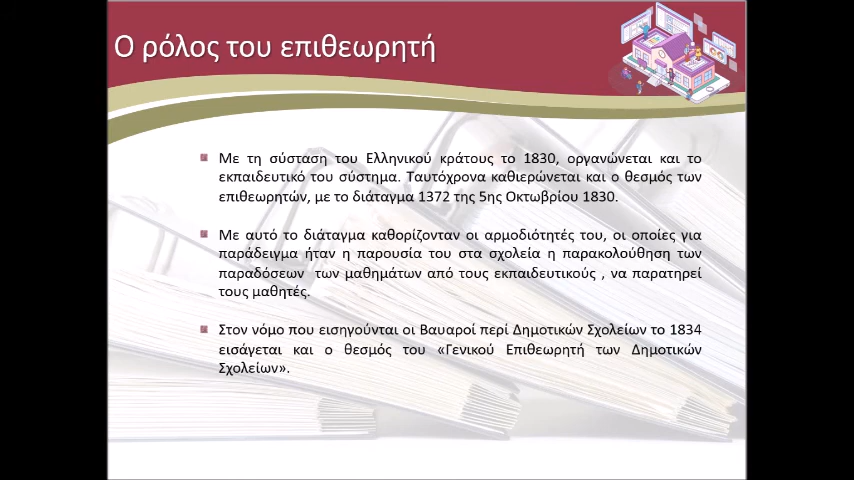 Ο ρόλος του επιθεωρητή
Με τη σύσταση του Ελληνικού κράτους το 1830, οργανώνεται και το
εκπαιδευτικό του σύστημα. Ταυτόχρονα καθιερώνεται και ο θεσμός των
επιθεωρητών, με το διάταγμα 1372 της 5ης Οκτωβρίου 1830.
Με αυτό το διάταγμα καθορίζονταν οι αρμοδιότητές του, οι οποίες για
παράδειγμα ήταν η παρουσία του στα σχολεία η παρακολούθηση των
παραδόσεων των μαθημάτων από τους εκπαιδευτικούς , να παρατηρεί
τους μαθητές.
Στον νόμο που εισηγούνται οι Βαυαροί περί Δημοτικών Σχολείων το 1834
εισάγεται και ο θεσμός του «Γενικού Επιθεωρητή των Δημοτικών
Σχολείων».